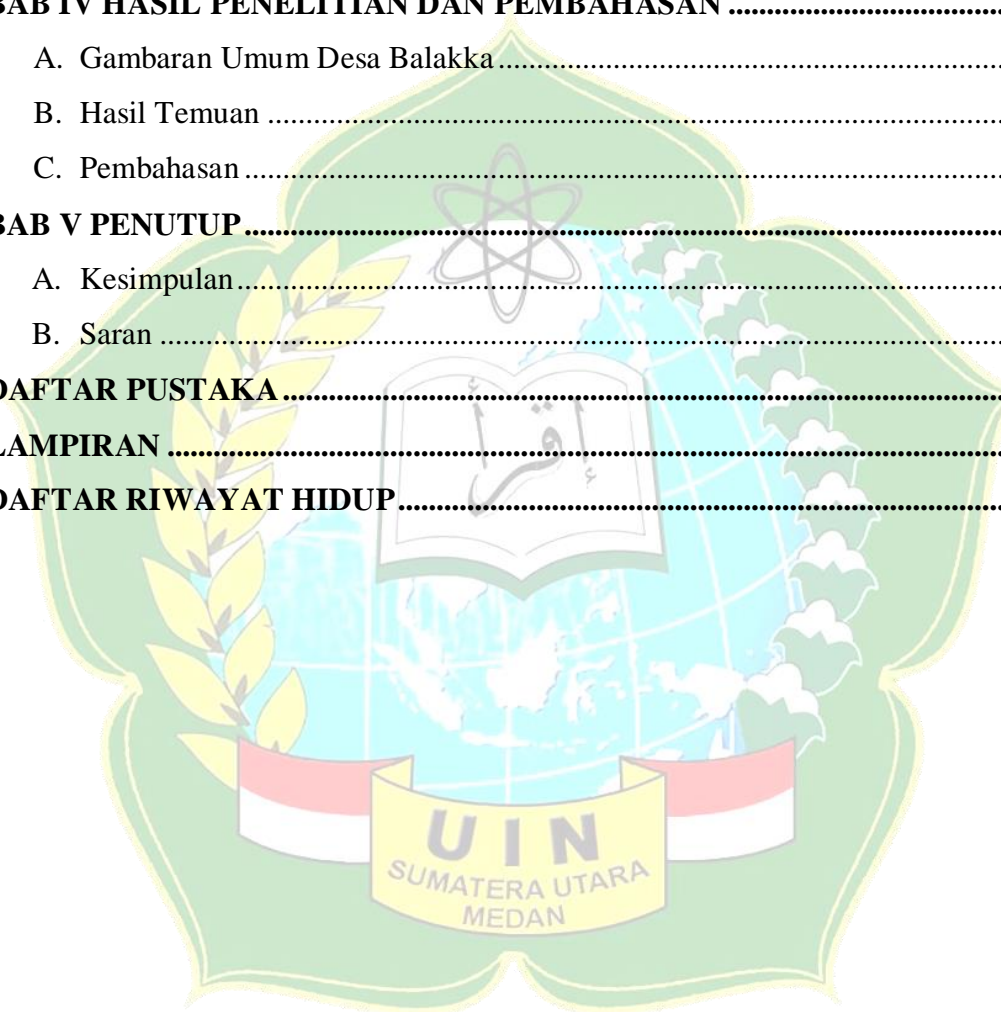 BAB IV HASIL PENELITIAN DAN PEMBAHASAN ........................................
A. Gambaran Umum Desa Balakka ........................................
B. Hasil Temuan ........................................
C. Pembahasan ........................................
BAB V PENUTUP ........................................
A. Kesimpulan ........................................
B. Saran ........................................
DAFTAR PUSTAKA ........................................
LAMPIRAN ........................................
DAFTAR RIWAYAT HIDUP ........................................
إقرأ
UIN
SUMATERA UTARA
MEDAN